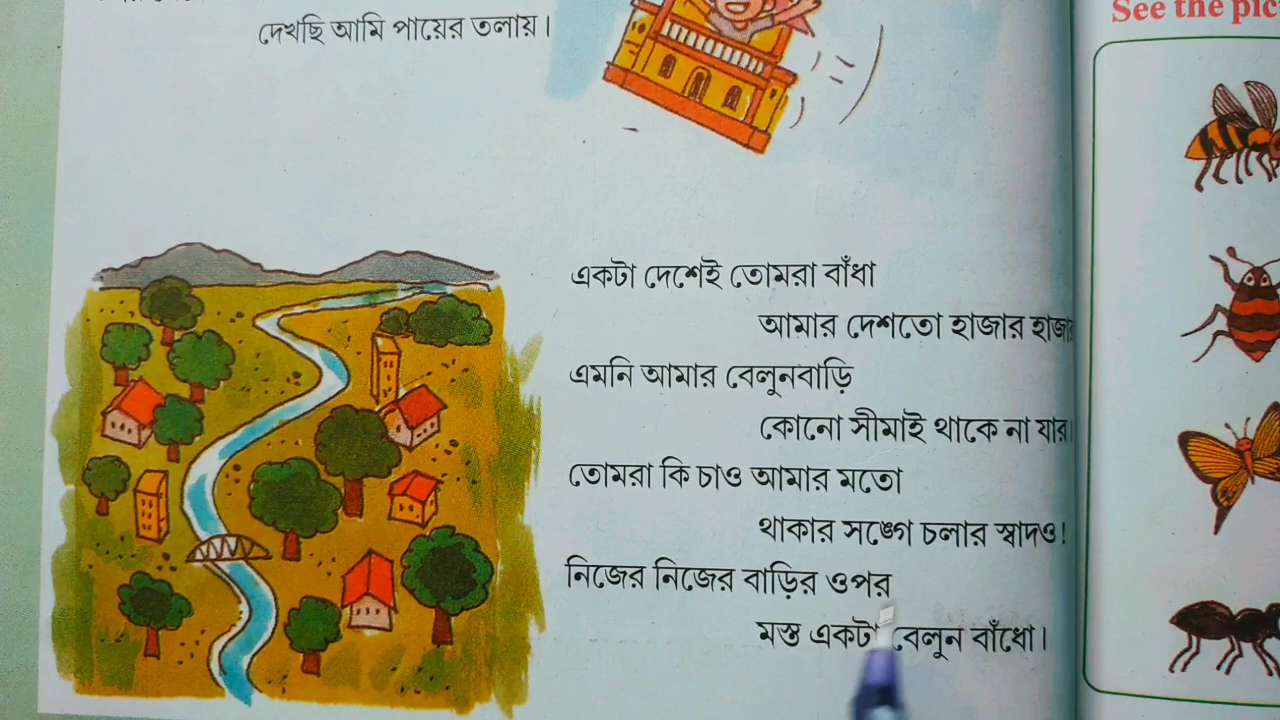 দেখছি আমি পায়ের তলায়।
See the pic
একটা দেশেই তোমরা বাঁধা
আমার দেশতো হাজার হাজার
এমনি আমার বেলুনবাড়ি
কোনো সীমাই থাকে না যার।
তোমরা কি চাও আমার মতো
থাকার সঙ্গে চলার স্বাদও!
নিজের নিজের বাড়ির ওপর
মস্ত একটা বেলুন বাঁধো।